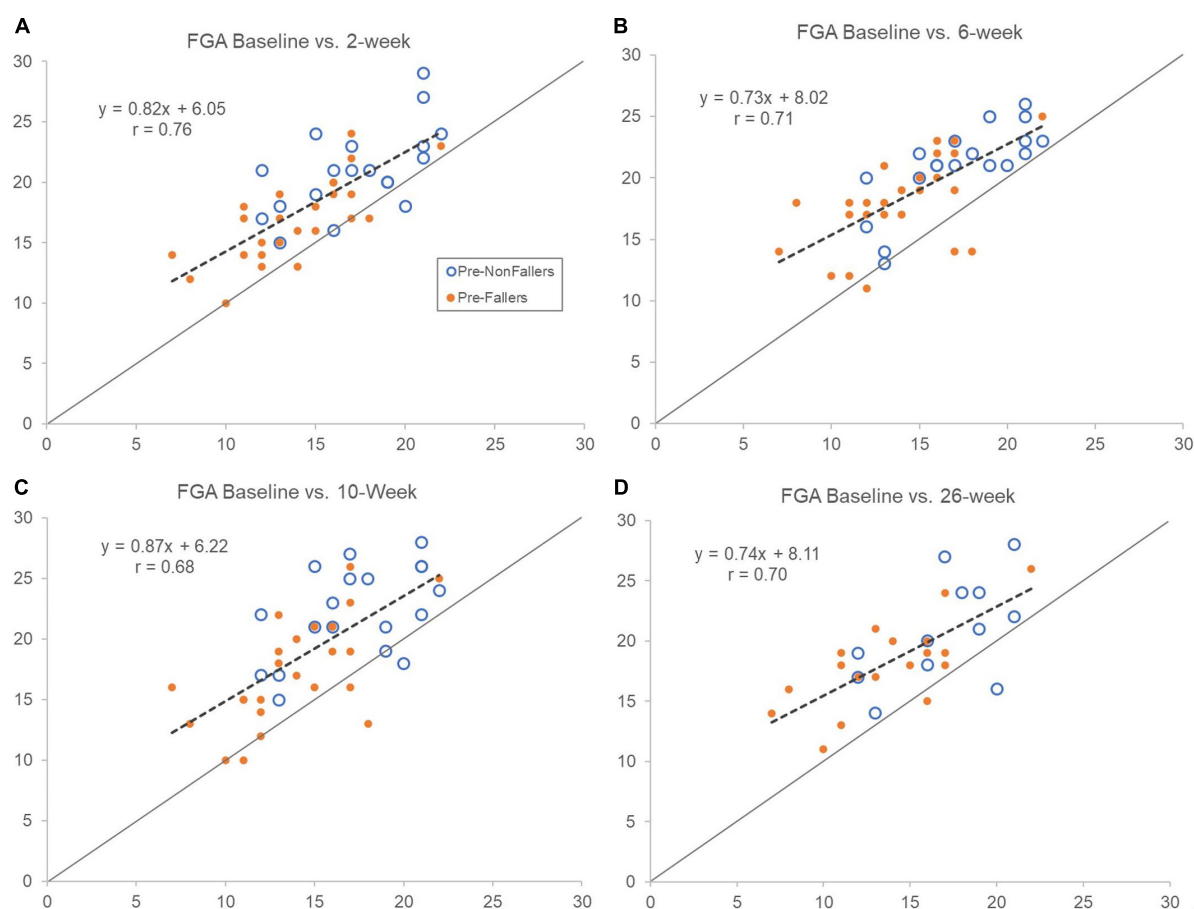 A
FGA Baseline vs. 2-week
y = 0.82x + 6.05
r = 0.76
30
25
20
15
10
5
0
0 5 10 15 20 25 30
Pre-NonFallers
Pre-Fallers
B
FGA Baseline vs. 6-week
y = 0.73x + 8.02
r = 0.71
30
25
20
15
10
5
0
0 5 10 15 20 25 30
C
FGA Baseline vs. 10-Week
y = 0.87x + 6.22
r = 0.68
30
25
20
15
10
5
0
0 5 10 15 20 25 30
D
FGA Baseline vs. 26-week
y = 0.74x + 8.11
r = 0.70
30
25
20
15
10
5
0
0 5 10 15 20 25 30